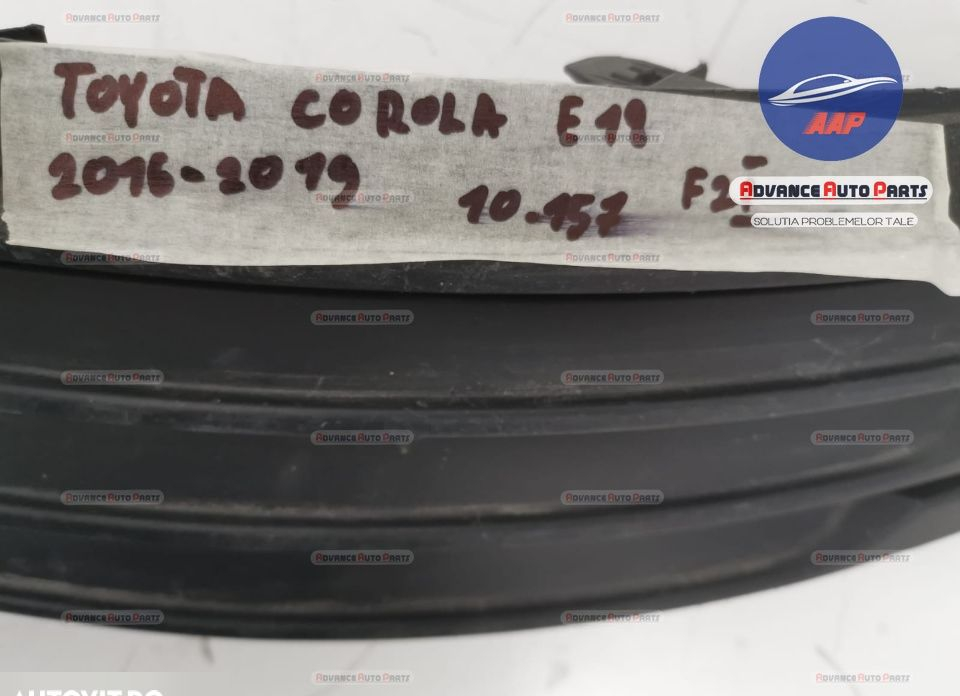 TOYOTA COROLA E18
2016-2019 10.157
AAP
ADVANCE AUTO PARTS
SOLUTIA PROBLEMELOR TALE